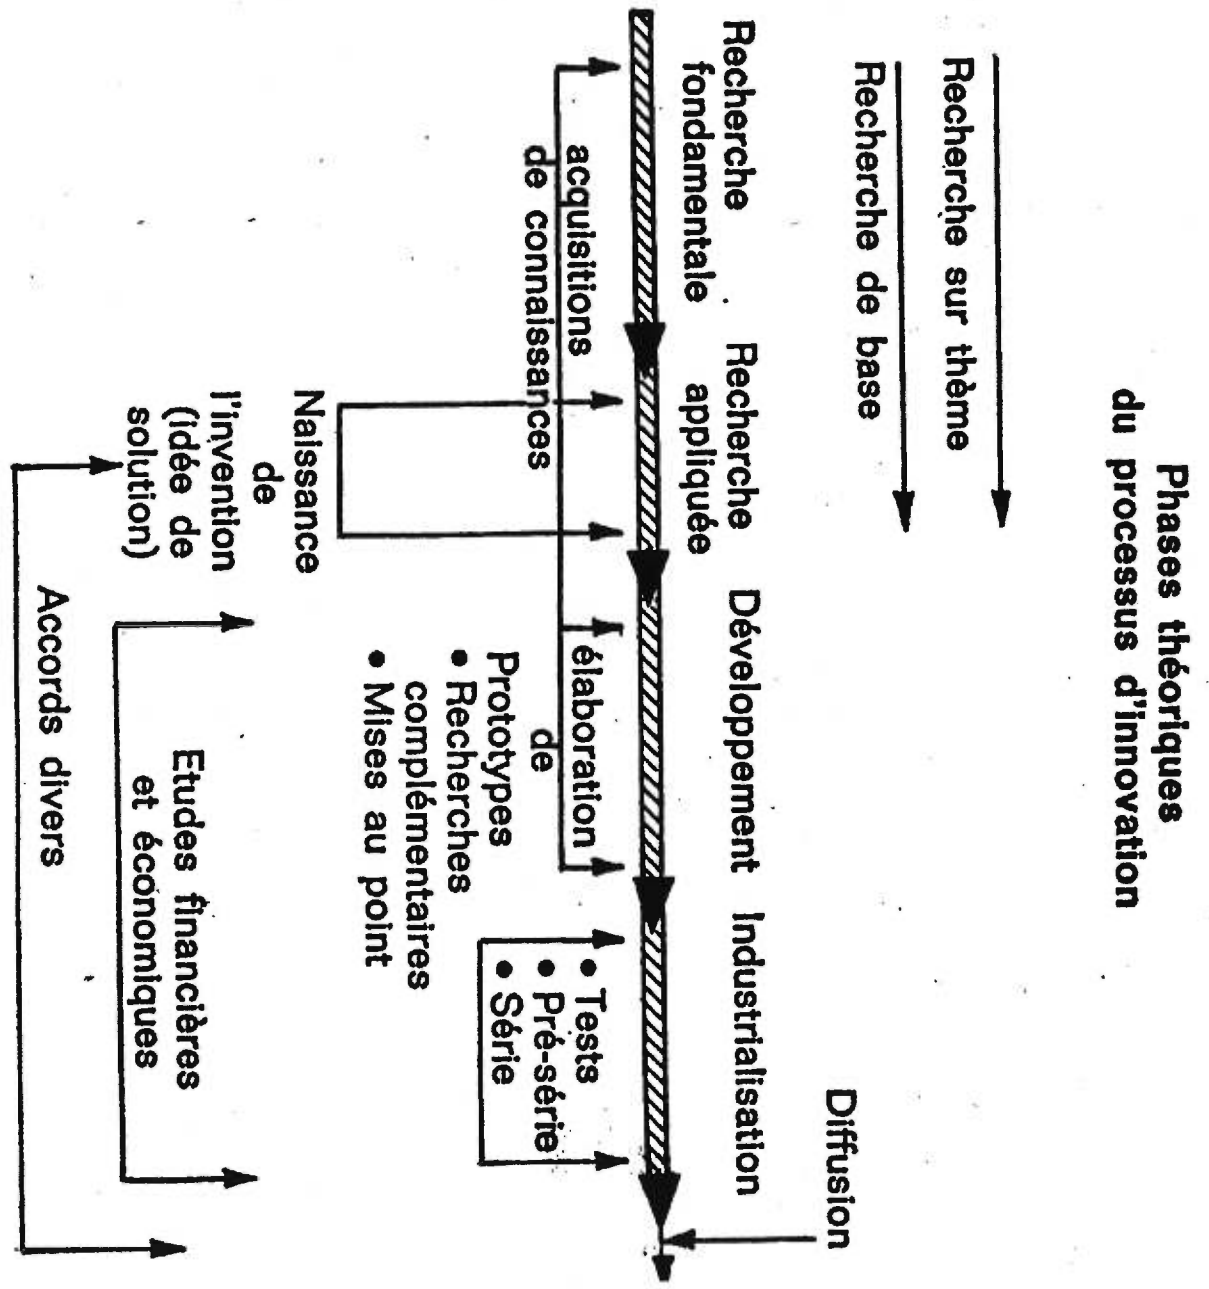 Phases théoriques
du processus d'innovation
Recherche sur thème
Recherche de base
Diffusion
Recherche
fondamentale
Recherche
appliquée
Développement
Industrialisation
acquisitions
de connaissances
élaboration
de
Prototypes
• Recherches
complémentaires
• Mises au point
• Tests
• Pré-série
• Série
Naissance
de
l'invention
(idée de
solution)
Etudes financières
et économiques
Accords divers